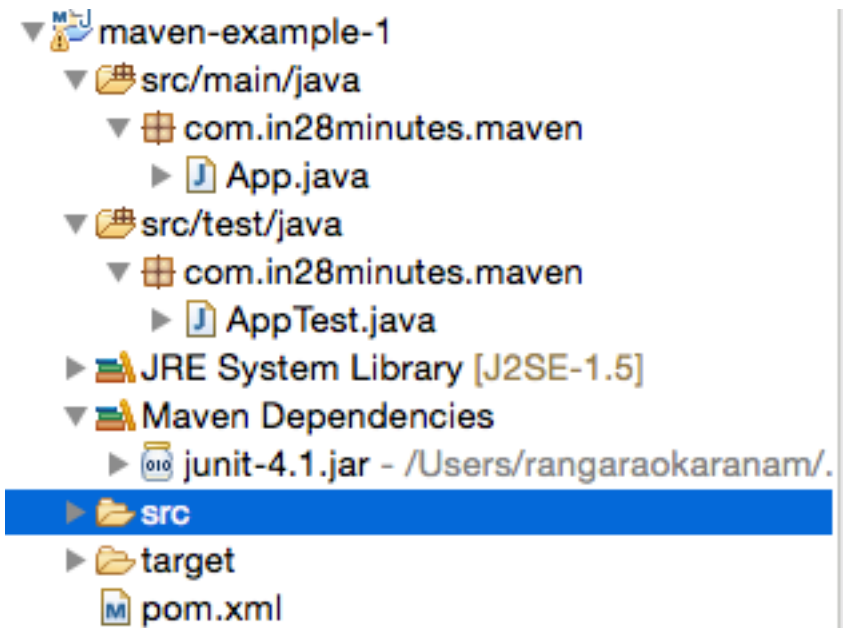 maven-example-1
src/main/java
com.in28minutes.maven
App.java
src/test/java
com.in28minutes.maven
AppTest.java
JRE System Library [J2SE-1.5]
Maven Dependencies
junit-4.1.jar - /Users/rangaraokaranam/.
src
target
pom.xml